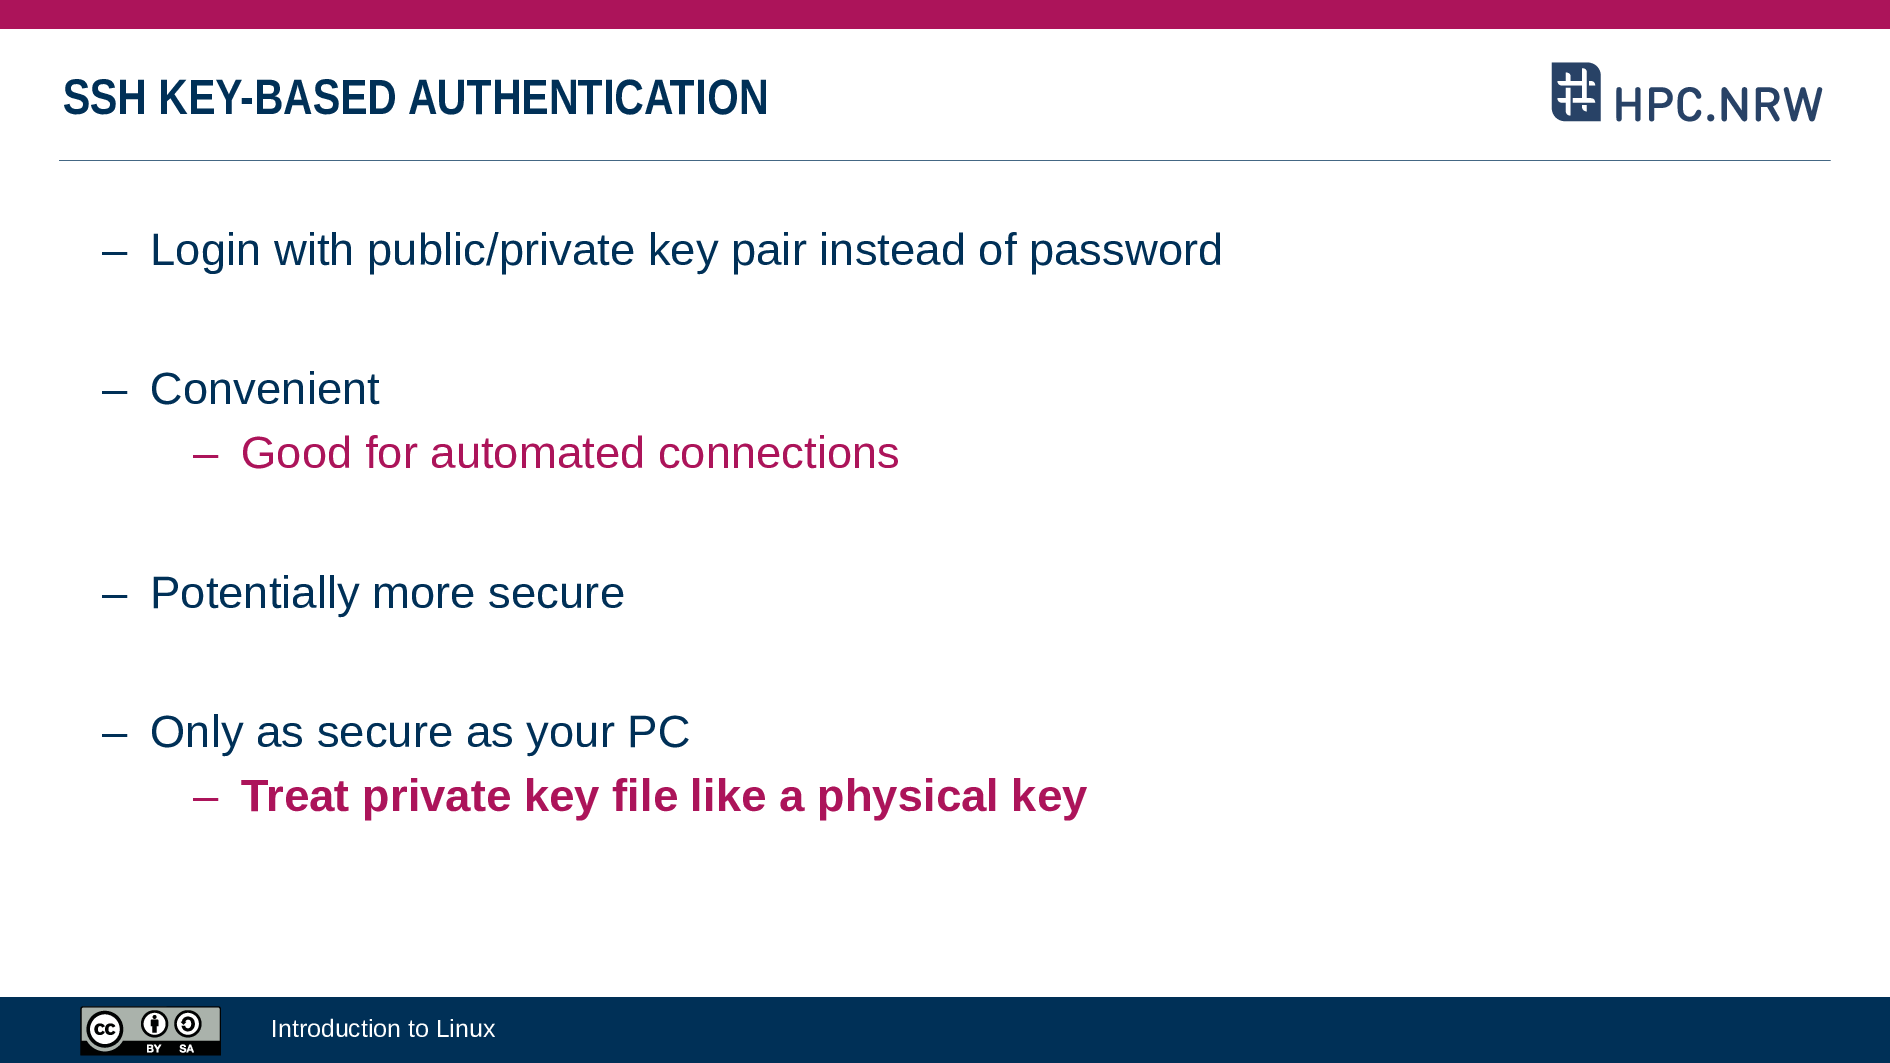 SSH KEY-BASED AUTHENTICATION
HPC.NRW
– Login with public/private key pair instead of password
– Convenient
– Good for automated connections
– Potentially more secure
– Only as secure as your PC
– Treat private key file like a physical key
cc
BY SA
Introduction to Linux